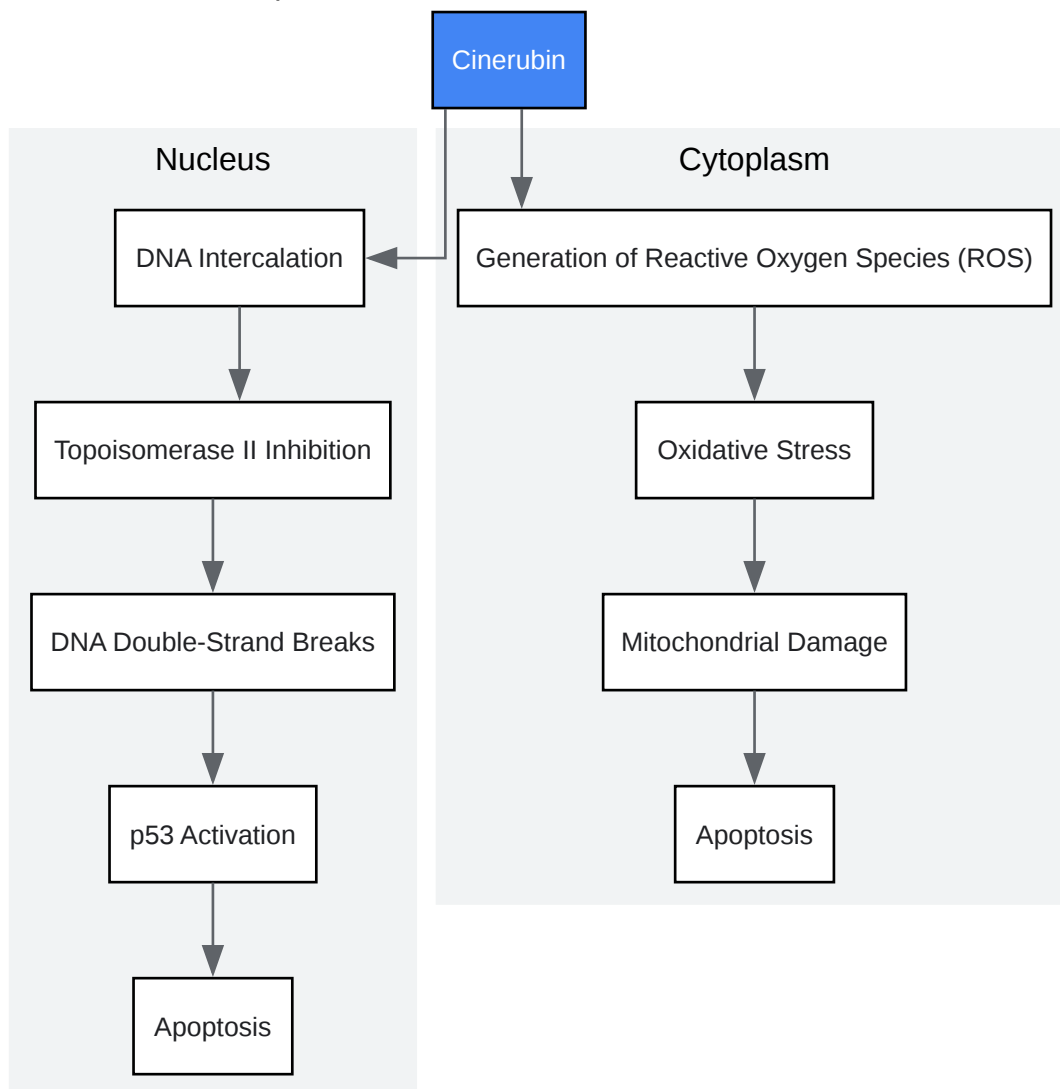 Cinerubin
Nucleus
DNA Intercalation
Topoisomerase II Inhibition
DNA Double-Strand Breaks
p53 Activation
Apoptosis
Cytoplasm
Generation of Reactive Oxygen Species (ROS)
Oxidative Stress
Mitochondrial Damage
Apoptosis